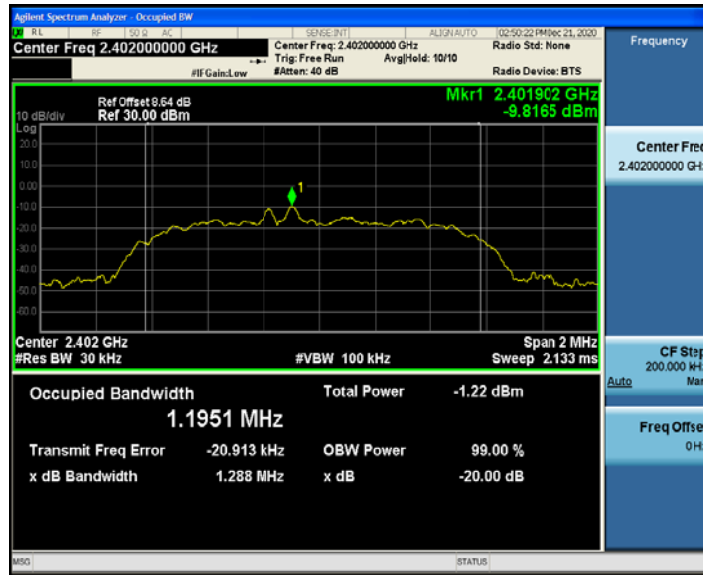 Agilent Spectrum Analyzer - Occupied BW
RL RF 50 Ω AC SENSE:INT ALIGN AUTO 02:50:22 PM Dec 21, 2020
Center Freq 2.402000000 GHz
Center Freq: 2.402000000 GHz
Radio Std: None
Trig: Free Run Avg|Hold: 10/10
#IFGain:Low #Atten: 40 dB Radio Device: BTS
Ref Offset 8.64 dB
10 dB/div Ref 30.00 dBm
Mkr1 2.401902 GHz
-9.8165 dBm
Log
20.0
10.0
0.00
-10.0
-20.0
-30.0
-40.0
-50.0
-60.0
1
Center 2.402 GHz Span 2 MHz
#Res BW 30 kHz #VBW 100 kHz Sweep 2.133 ms
Occupied Bandwidth Total Power -1.22 dBm
1.1951 MHz
Transmit Freq Error -20.913 kHz OBW Power 99.00 %
x dB Bandwidth 1.288 MHz x dB -20.00 dB
MSG STATUS
Frequency
Center Freq
2.402000000 GHz
CF Step
200.000 kHz
Auto Man
Freq Offse
0 Hz